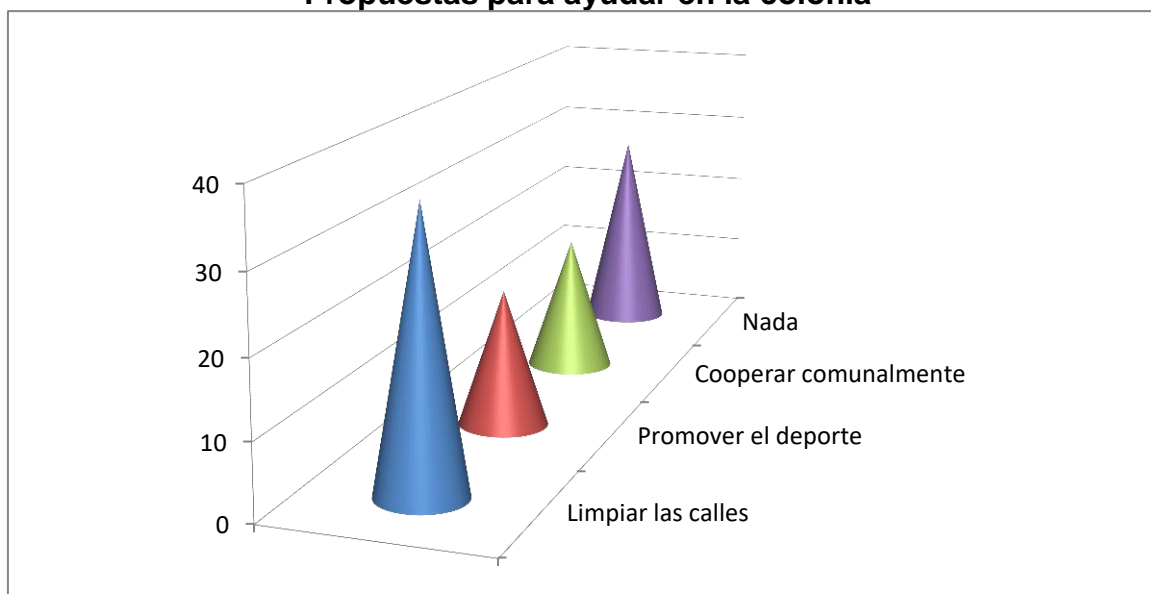 Propuestas para ayudar en la colonia
40
30
20
10
0
Nada
Cooperar comunalmente
Promover el deporte
Limpiar las calles